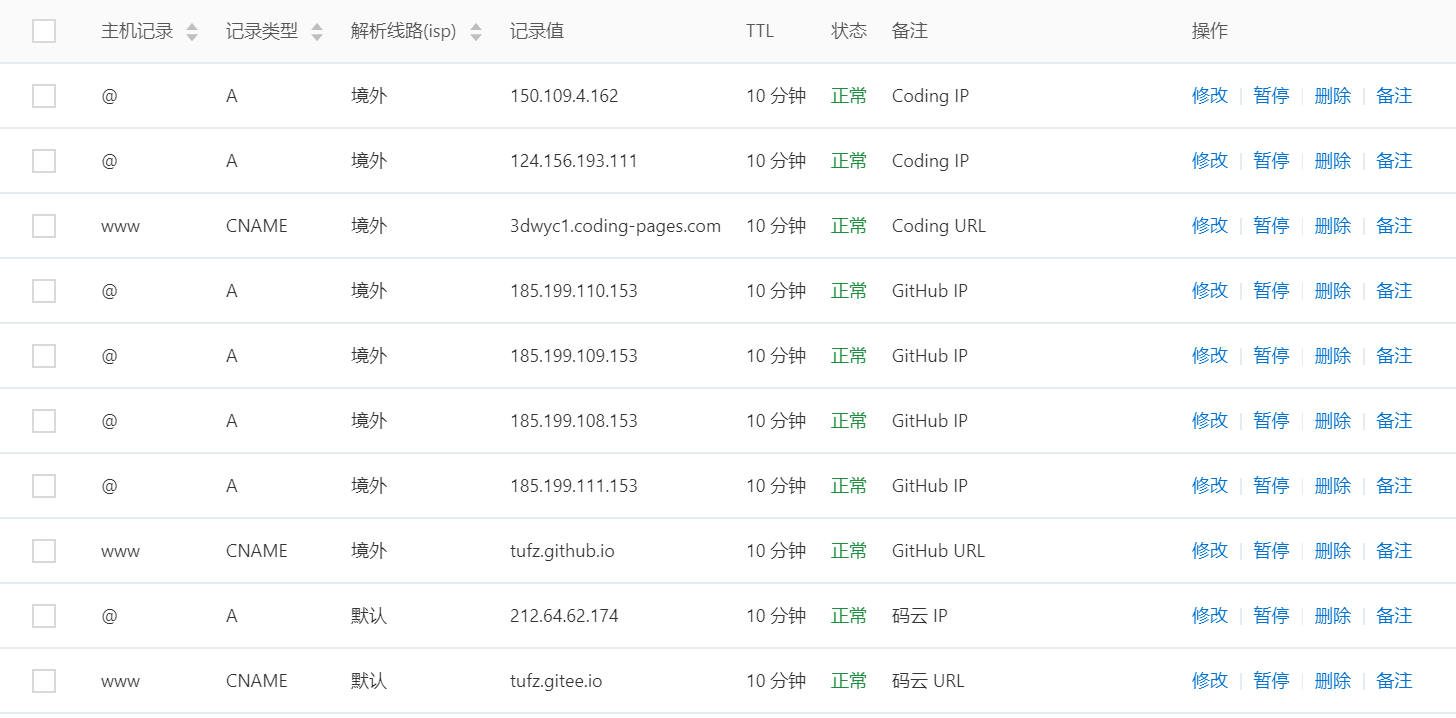 主机记录 记录类型 解析线路(isp) 记录值 TTL 状态 备注 操作
@ A 境外 150.109.4.162 10 分钟 正常 Coding IP 修改 暂停 删除 备注
@ A 境外 124.156.193.111 10 分钟 正常 Coding IP 修改 暂停 删除 备注
www CNAME 境外 3dwyc1.coding-pages.com 10 分钟 正常 Coding URL 修改 暂停 删除 备注
@ A 境外 185.199.110.153 10 分钟 正常 GitHub IP 修改 暂停 删除 备注
@ A 境外 185.199.109.153 10 分钟 正常 GitHub IP 修改 暂停 删除 备注
@ A 境外 185.199.108.153 10 分钟 正常 GitHub IP 修改 暂停 删除 备注
@ A 境外 185.199.111.153 10 分钟 正常 GitHub IP 修改 暂停 删除 备注
www CNAME 境外 tufz.github.io 10 分钟 正常 GitHub URL 修改 暂停 删除 备注
@ A 默认 212.64.62.174 10 分钟 正常 码云 IP 修改 暂停 删除 备注
www CNAME 默认 tufz.gitee.io 10 分钟 正常 码云 URL 修改 暂停 删除 备注